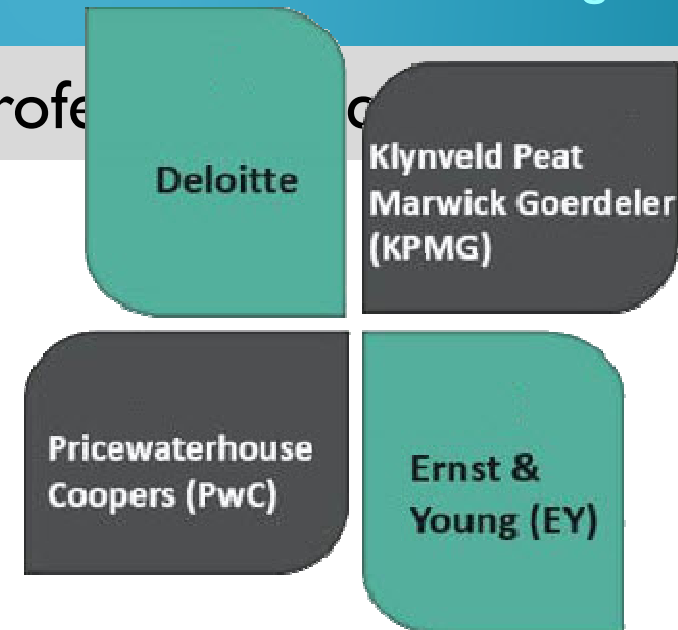 Deloitte
Klynveld Peat
Marwick Goerdeler
(KPMG)
Pricewaterhouse
Coopers (PwC)
Ernst &
Young (EY)